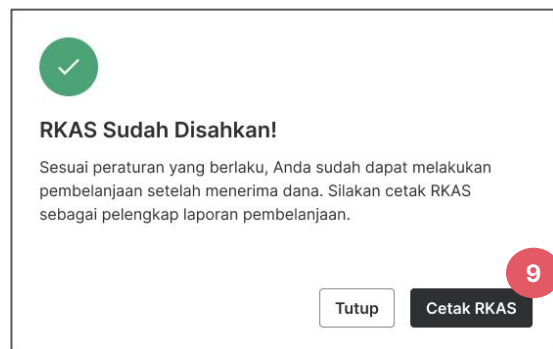 RKAS Sudah Disahkan!
Sesuai peraturan yang berlaku, Anda sudah dapat melakukan
pembelanjaan setelah menerima dana. Silakan cetak RKAS
sebagai pelengkap laporan pembelanjaan.
9
Tutup
Cetak RKAS